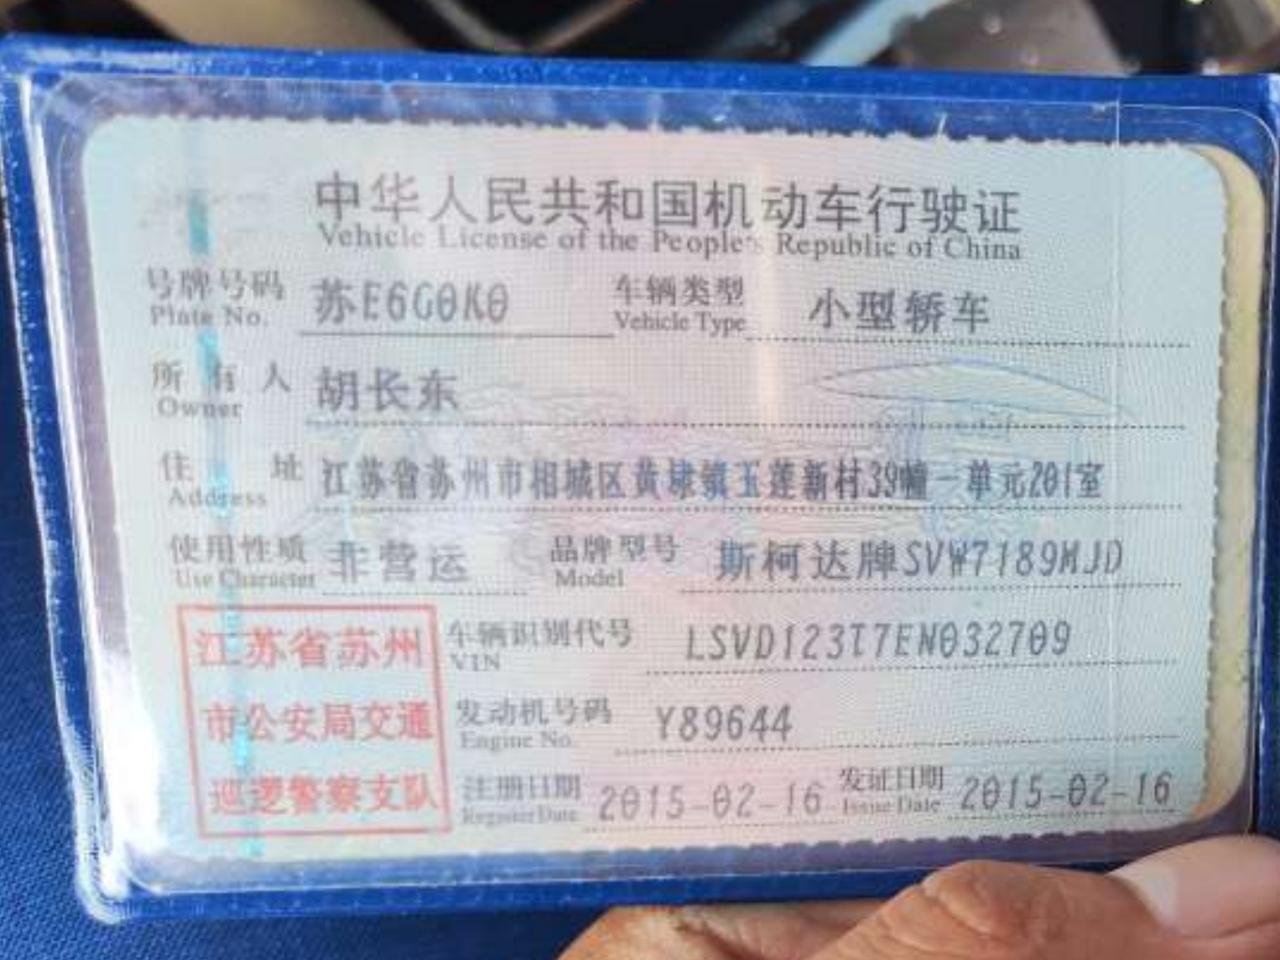 中华人民共和国机动车行驶证
Vehicle License of the People's Republic of China
号牌号码 苏E6G0K0 车辆类型 小型轿车
Plate No. Vehicle Type
所有人 胡长东
Owner
住址 江苏省苏州市相城区黄埭镇玉莲新村39幢一单元201室
Address
使用性质 非营运 品牌型号 斯柯达牌SVW7189MJD
Use Character Model
江苏省苏州
市公安局交通
巡逻警察支队
车辆识别代号 LSVD123T7EN032709
VIN
发动机号码 Y89644
Engine No.
注册日期 2015-02-16 发证日期 2015-02-16
Register Date Issue Date